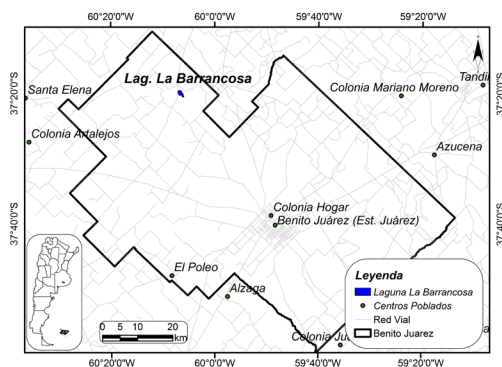 60°20'0"W 60°00'0"W 59°40'0"W 59°20'0"W
37°20'0"S
37°40'0"S
Lag. La Barrancosa
Santa Elena
Colonia Artalejos
Colonia Mariano Moreno
Tandil
Azucena
37°20'0"S
37°40'0"S
Colonia Hogar
Benito Juárez (Est. Juárez)
El Poleo
Alzaga
Colonia
Leyenda
Laguna La Barrancosa
Centros Poblados
Red Vial
Benito Juarez
0 5 10 20
km
60°20'0"W 60°00'0"W 59°40'0"W 59°20'0"W